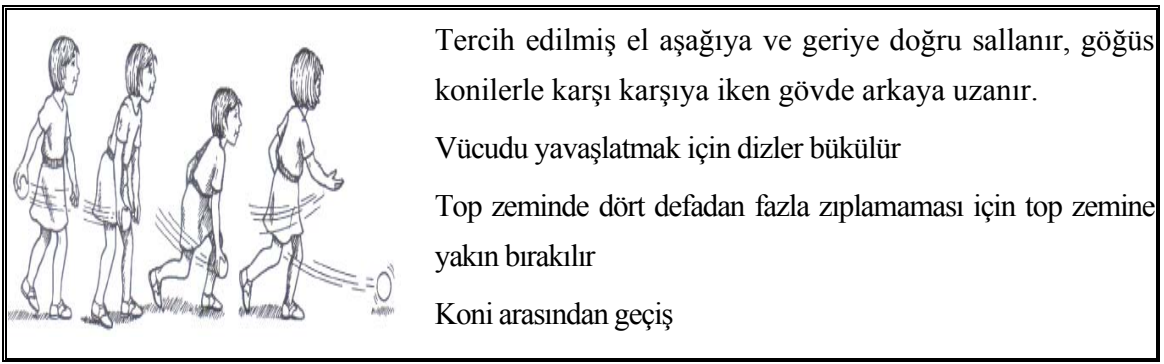 Tercih edilmiş el aşağıya ve geriye doğru sallanır, göğüs
konilerle karşı karşıya iken gövde arkaya uzanır.
Vücudu yavaşlatmak için dizler bükülür
Top zeminde dört defadan fazla zıplamaması için top zemine
yakın bırakılır
Koni arasından geçiş